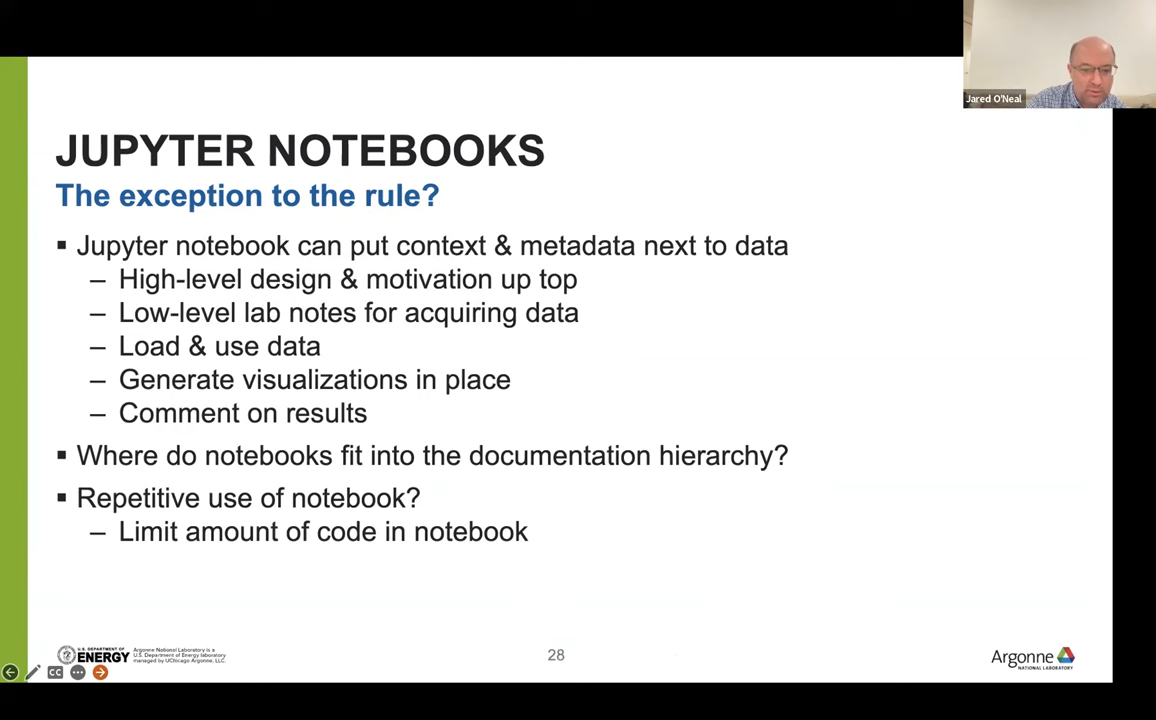 Jared O'Neal
JUPYTER NOTEBOOKS
The exception to the rule?
▪ Jupyter notebook can put context & metadata next to data
– High-level design & motivation up top
– Low-level lab notes for acquiring data
– Load & use data
– Generate visualizations in place
– Comment on results
▪ Where do notebooks fit into the documentation hierarchy?
▪ Repetitive use of notebook?
– Limit amount of code in notebook
U.S. DEPARTMENT OF
ENERGY
Argonne National Laboratory is a
U.S. Department of Energy laboratory
managed by UChicago Argonne, LLC.
28
Argonne
NATIONAL LABORATORY
CC